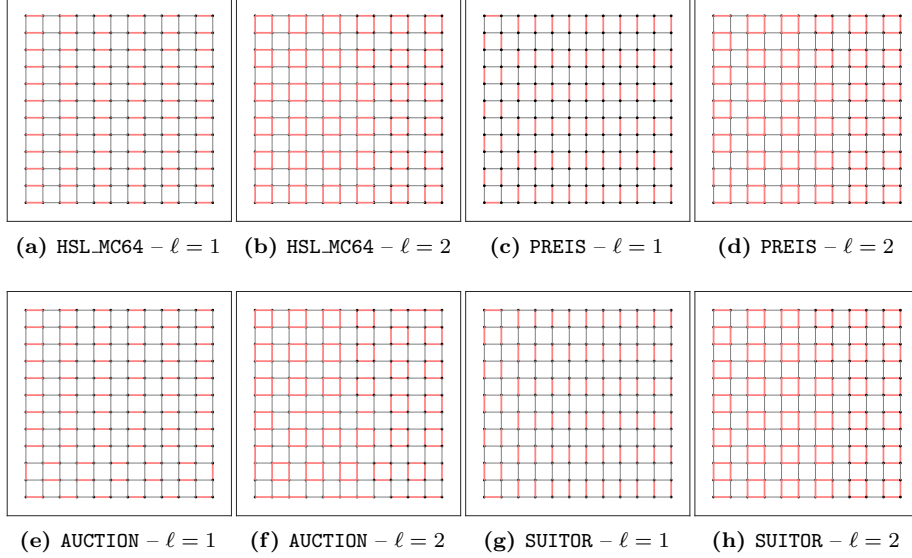 (a) HSL_MC64 – ℓ = 1 (b) HSL_MC64 – ℓ = 2 (c) PREIS – ℓ = 1 (d) PREIS – ℓ = 2
(e) AUCTION – ℓ = 1 (f) AUCTION – ℓ = 2 (g) SUITOR – ℓ = 1 (h) SUITOR – ℓ = 2